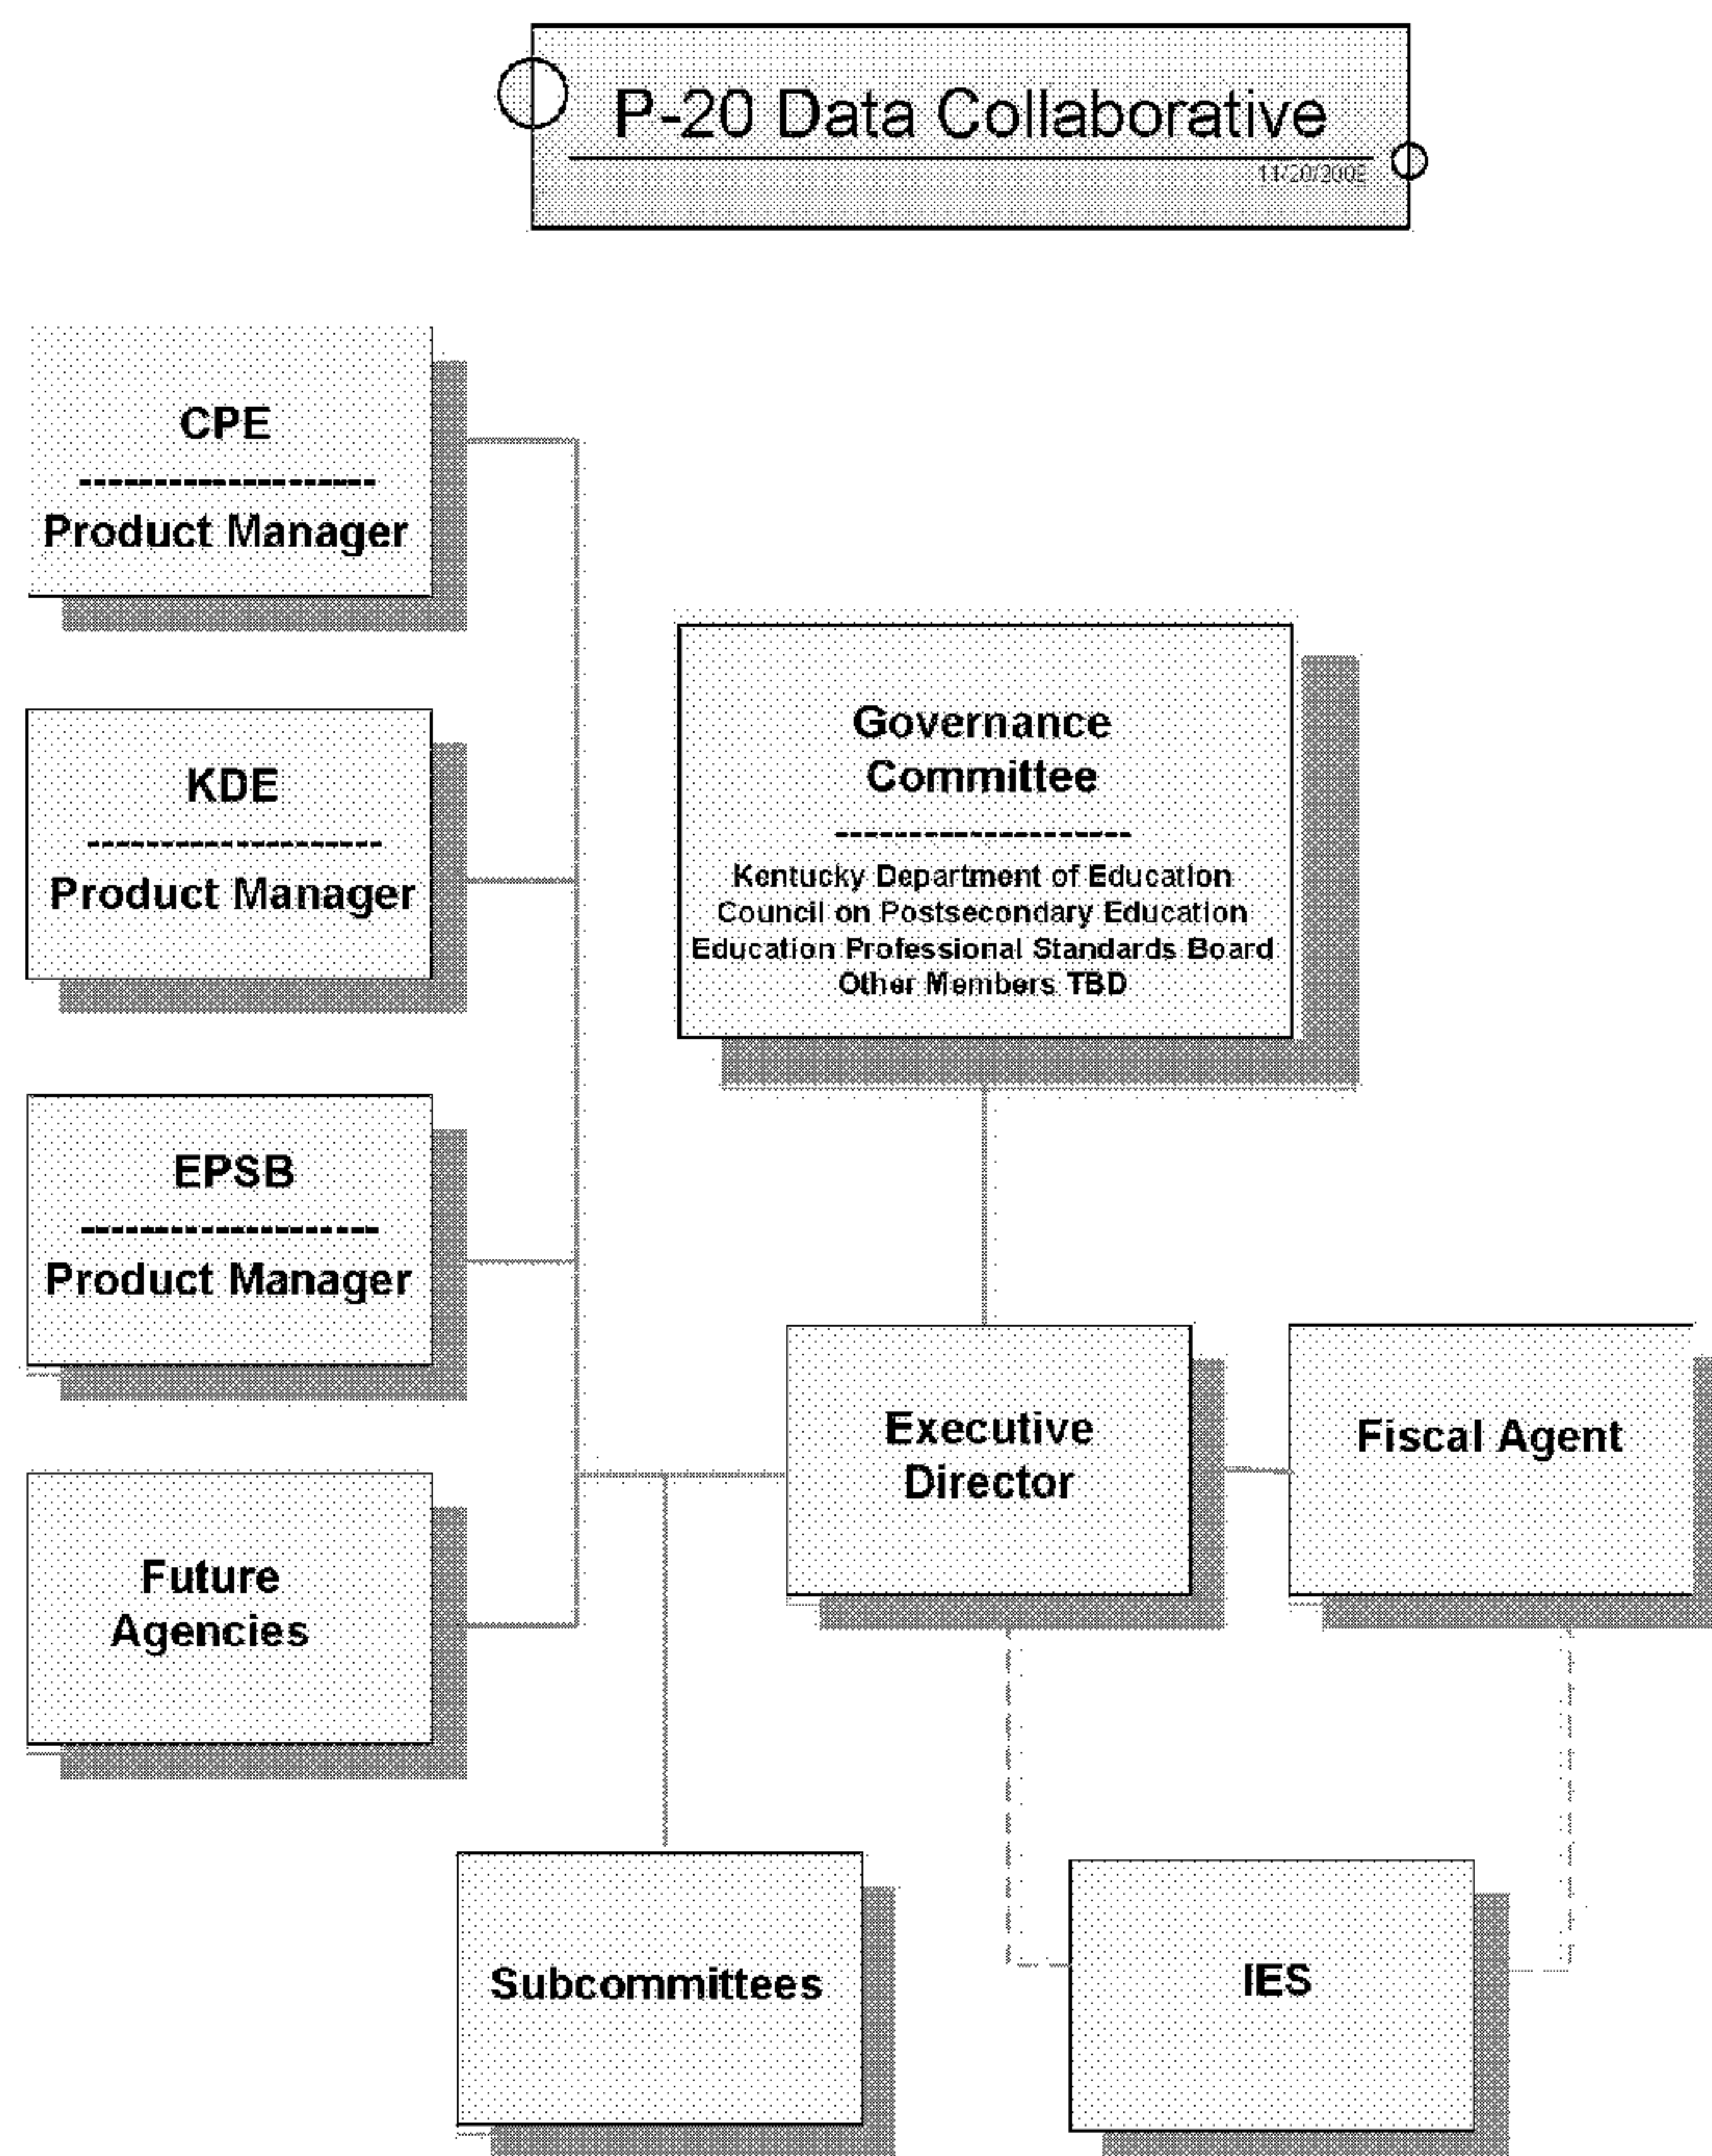 P-20 Data Collaborative
CPE
--------------------
Product Manager
KDE
--------------------
Product Manager
EPSB
--------------------
Product Manager
Future
Agencies
Governance
Committee
--------------------
Kentucky Department of Education
Council on Postsecondary Education
Education Professional Standards Board
Other Members TBD
Executive
Director
Fiscal Agent
Subcommittees
IES